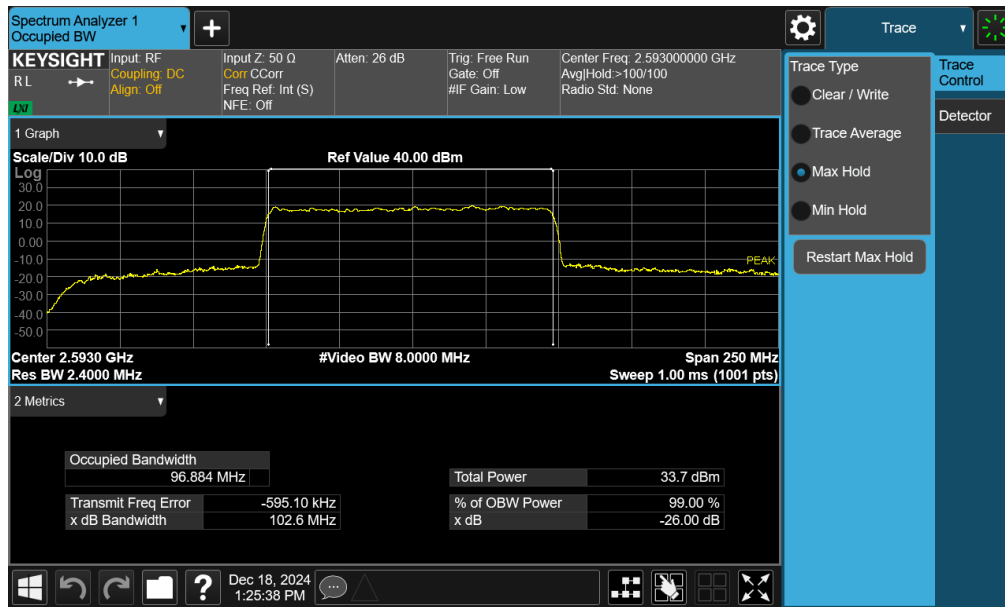 Spectrum Analyzer 1
Occupied BW
Trace
KEYSIGHT
RL
LXI
Input: RF
Coupling: DC
Align: Off
Input Z: 50 Ω
Corr CCorr
Freq Ref: Int (S)
NFE: Off
Atten: 26 dB
Trig: Free Run
Gate: Off
#IF Gain: Low
Center Freq: 2.593000000 GHz
Avg|Hold:>100/100
Radio Std: None
Trace Type
Clear / Write
Trace Average
Max Hold
Min Hold
Restart Max Hold
Trace
Control
Detector
1 Graph
Scale/Div 10.0 dB
Ref Value 40.00 dBm
Log
30.0
20.0
10.0
0.00
-10.0
-20.0
-30.0
-40.0
-50.0
PEAK
Center 2.5930 GHz
#Video BW 8.0000 MHz
Span 250 MHz
Res BW 2.4000 MHz
Sweep 1.00 ms (1001 pts)
2 Metrics
Occupied Bandwidth
96.884 MHz
Total Power 33.7 dBm
Transmit Freq Error -595.10 kHz
% of OBW Power 99.00 %
x dB Bandwidth 102.6 MHz
x dB -26.00 dB
?
Dec 18, 2024
1:25:38 PM